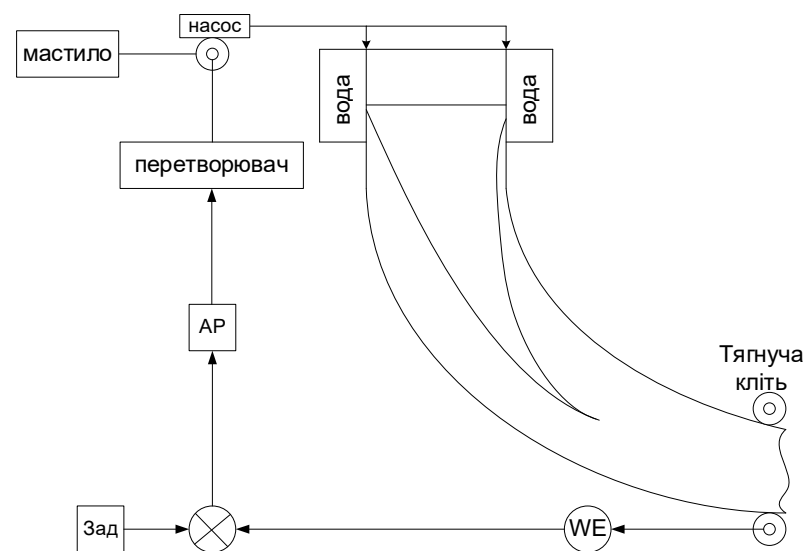 насос
мастило
вода
вода
перетворювач
АР
Тягнуча
кліть
Зад
WE